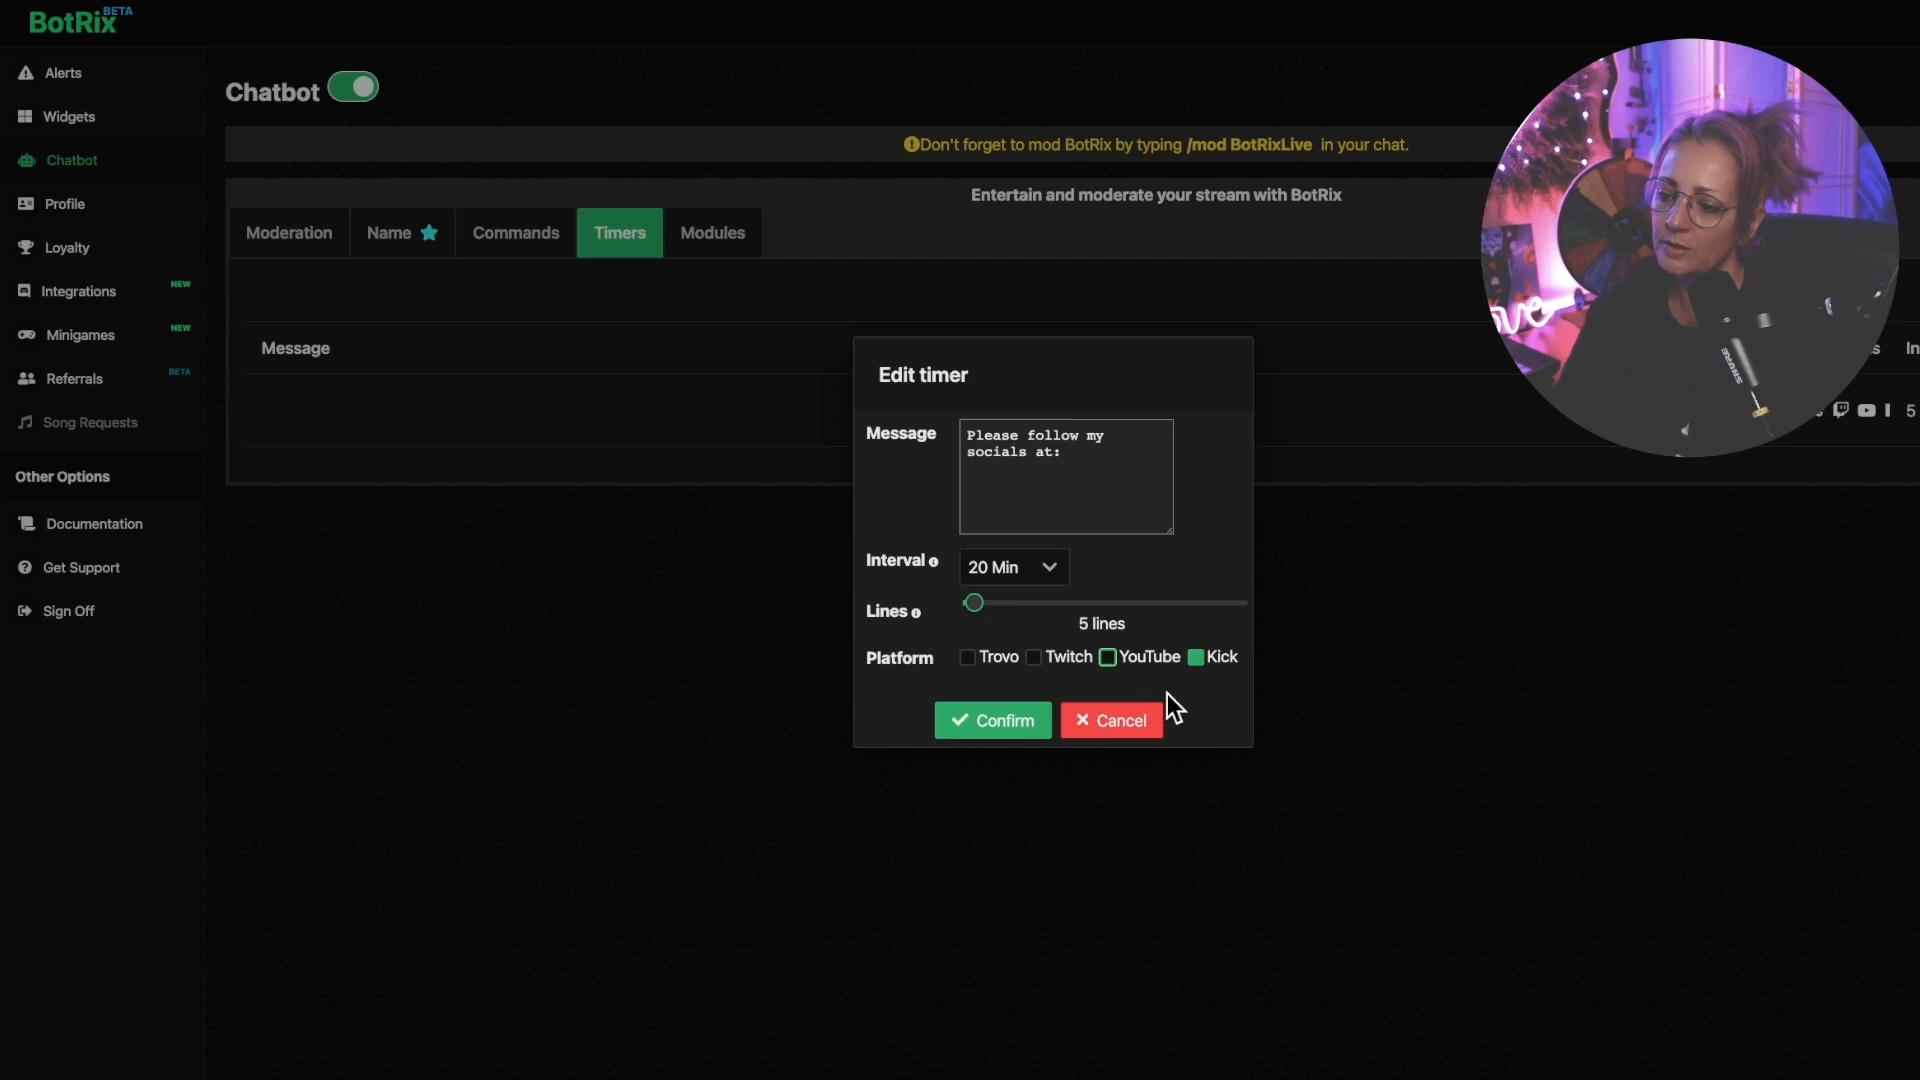 BotRix BETA
Alerts
Widgets
Chatbot
Profile
Loyalty
Integrations NEW
Minigames NEW
Referrals BETA
Song Requests
Other Options
Documentation
Get Support
Sign Off
Chatbot
Don't forget to mod BotRix by typing /mod BotRixLive in your chat.
Entertain and moderate your stream with BotRix
Moderation Name Commands Timers Modules
Message
Edit timer
Message
Please follow my
socials at:
Interval
20 Min
Lines
5 lines
Platform Trovo Twitch YouTube Kick
Confirm Cancel
5
SHURE